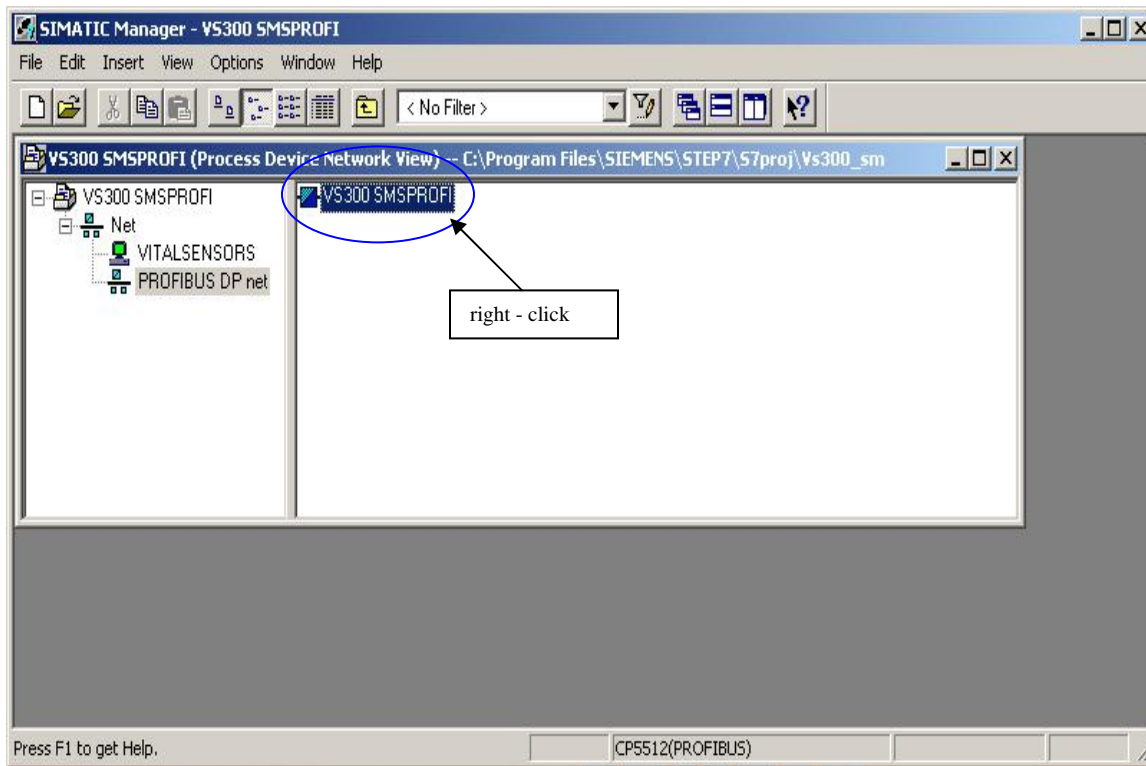 SIMATIC Manager - VS300 SMSPROFI
File Edit Insert View Options Window Help
< No Filter >
VS300 SMSPROFI (Process Device Network View) -- C:\Program Files\SIEMENS\STEP7\S7proj\Vs300_sm
VS300 SMSPROFI
Net
VITALSENSORS
PROFIBUS DP net
VS300 SMSPROFI
right - click
Press F1 to get Help.
CP5512(PROFIBUS)